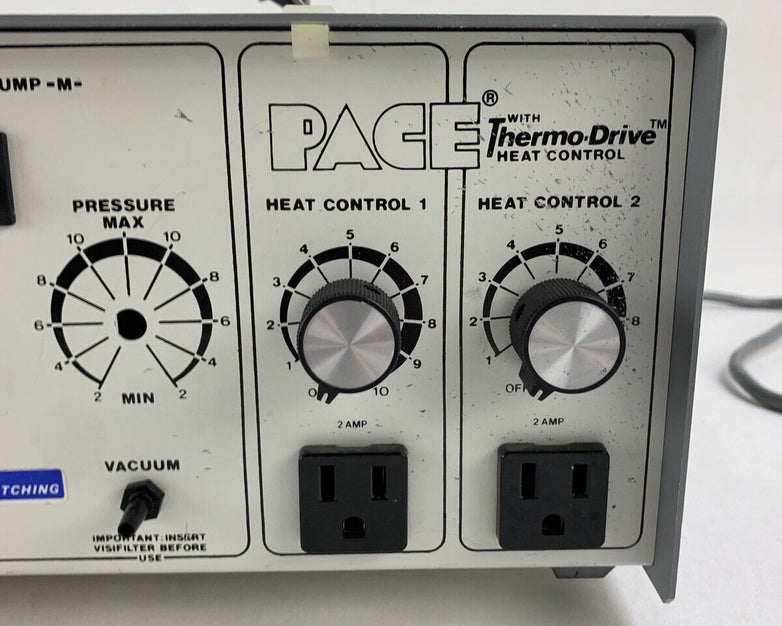 UMP -M-
PRESSURE
MAX
10 10
8 8
6 6
4 4
2 MIN 2
VACUUM
TCHING
IMPORTANT: INSERT
VISIFILTER BEFORE
USE
PACE®
WITH
Thermo-Drive™
HEAT CONTROL
HEAT CONTROL 1
5
4 6
3 7
2 8
1 9
10
2 AMP
HEAT CONTROL 2
5
4 6
3 7
2 8
1
2 AMP